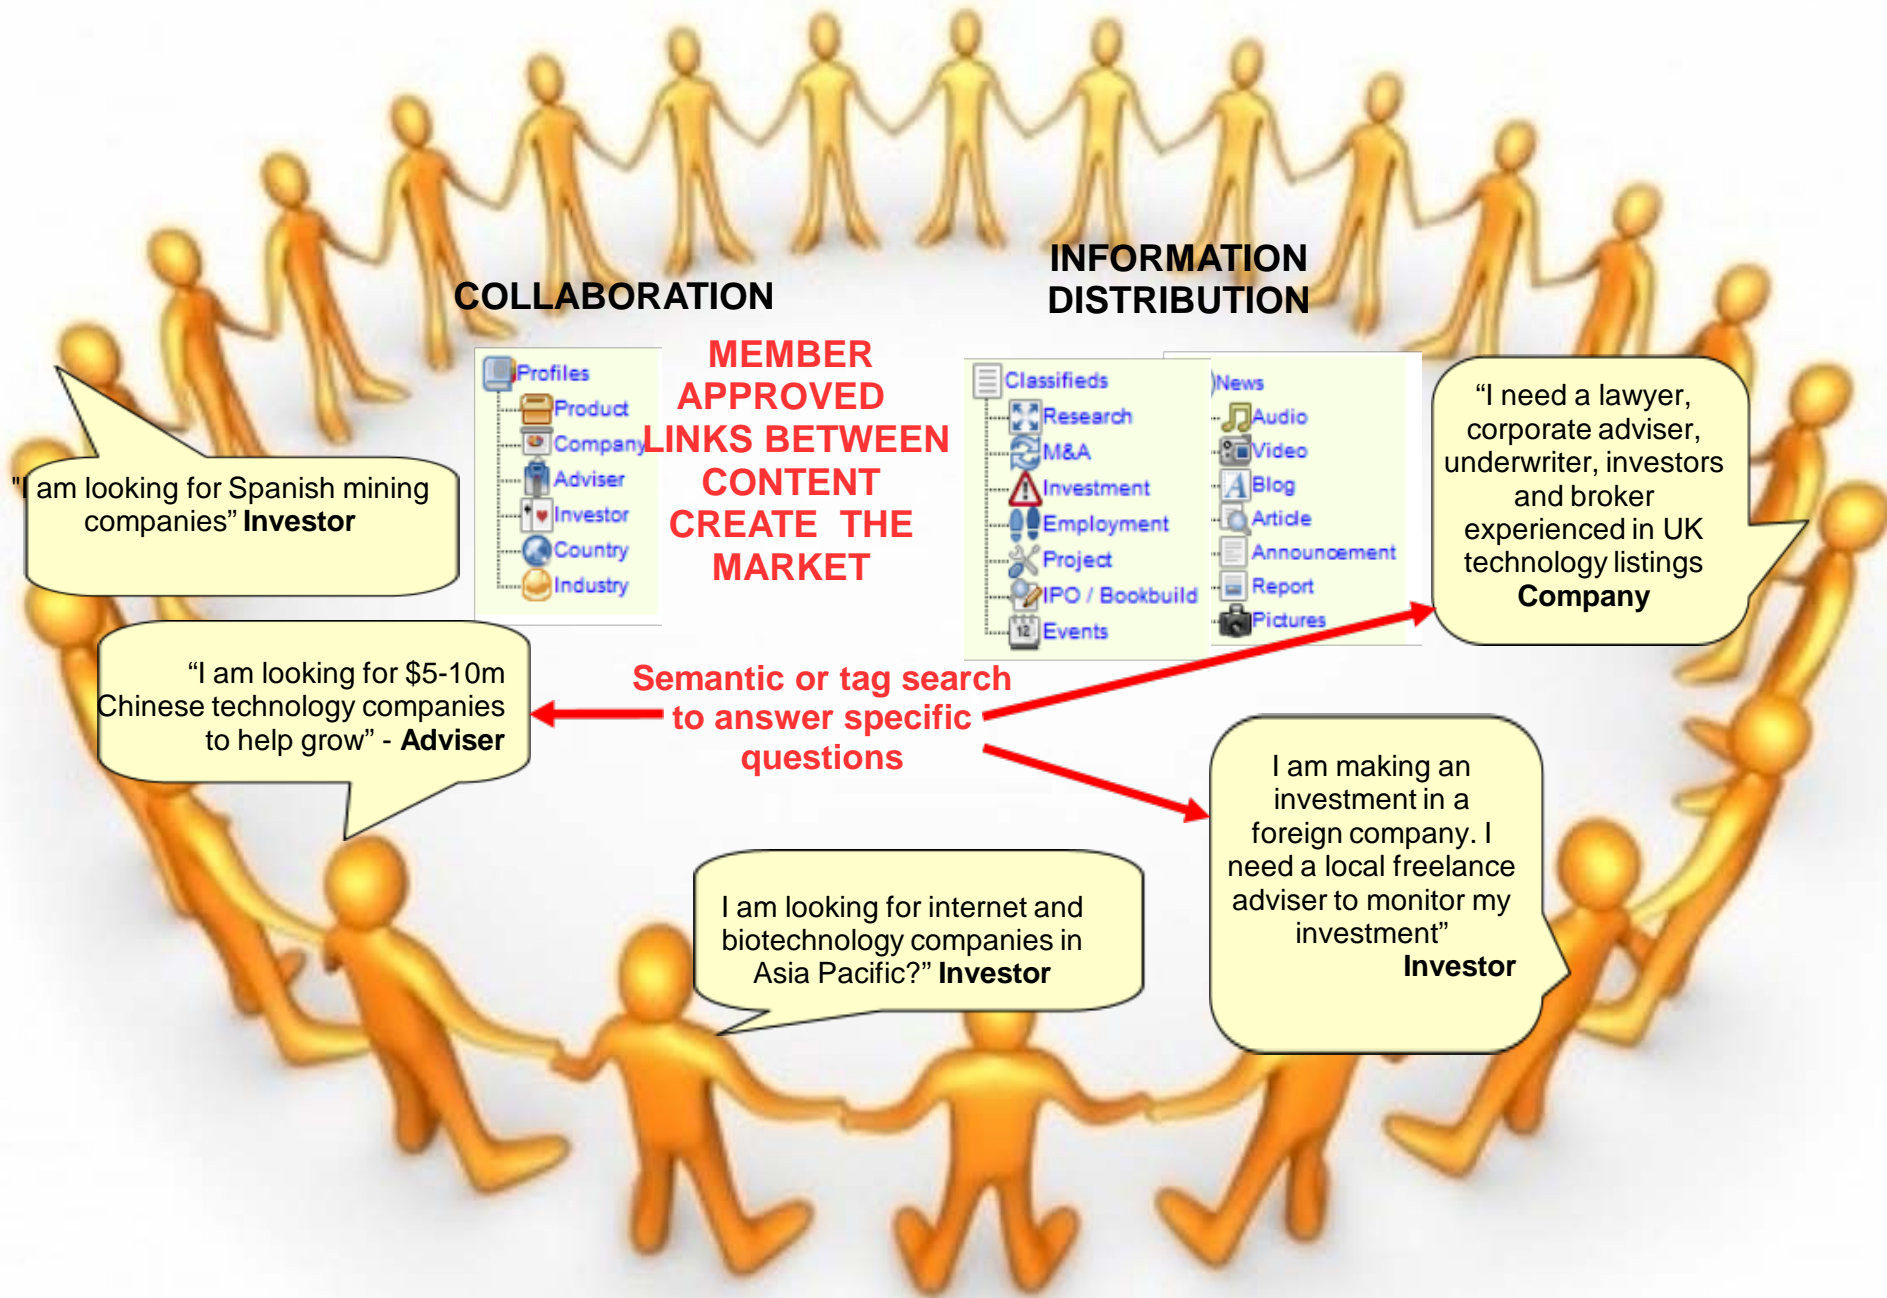 COLLABORATION
INFORMATION
DISTRIBUTION
MEMBER
APPROVED
LINKS BETWEEN
CONTENT
CREATE THE
MARKET
Profiles
Product
Company
Adviser
Investor
Country
Industry
Classifieds
Research
M&A
Investment
Employment
Project
IPO / Bookbuild
12 Events
News
Audio
Video
A Blog
Article
Announcement
Report
Pictures
"I am looking for Spanish mining
companies” Investor
“I need a lawyer,
corporate adviser,
underwriter, investors
and broker
experienced in UK
technology listings
Company
“I am looking for $5-10m
Chinese technology companies
to help grow” - Adviser
Semantic or tag search
to answer specific
questions
I am making an
investment in a
foreign company. I
need a local freelance
adviser to monitor my
investment”
Investor
I am looking for internet and
biotechnology companies in
Asia Pacific?” Investor